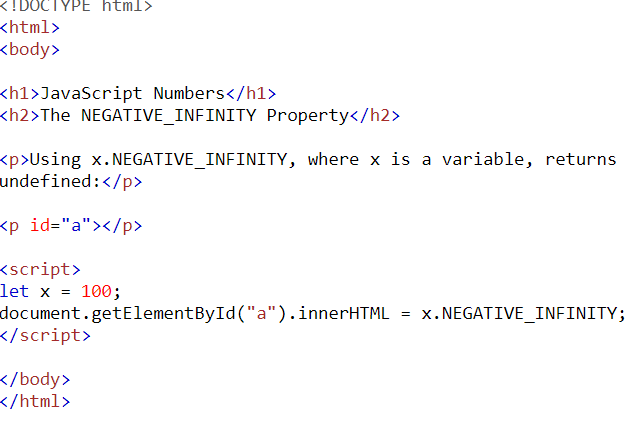 <!DOCTYPE html>
<html>
<body>
<h1>JavaScript Numbers</h1>
<h2>The NEGATIVE_INFINITY Property</h2>
<p>Using x.NEGATIVE_INFINITY, where x is a variable, returns
undefined:</p>
<p id="a"></p>
<script>
let x = 100;
document.getElementById("a").innerHTML = x.NEGATIVE_INFINITY;
</script>
</body>
</html>